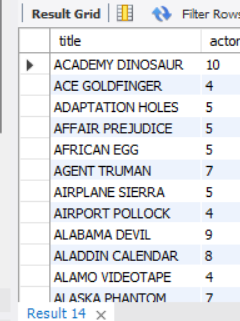 Result Grid Filter Rows
title actor
ACADEMY DINOSAUR 10
ACE GOLDFINGER 4
ADAPTATION HOLES 5
AFFAIR PREJUDICE 5
AFRICAN EGG 5
AGENT TRUMAN 7
AIRPLANE SIERRA 5
AIRPORT POLLOCK 4
ALABAMA DEVIL 9
ALADDIN CALENDAR 8
ALAMO VIDEOTAPE 4
ALASKA PHANTOM 7
Result 14